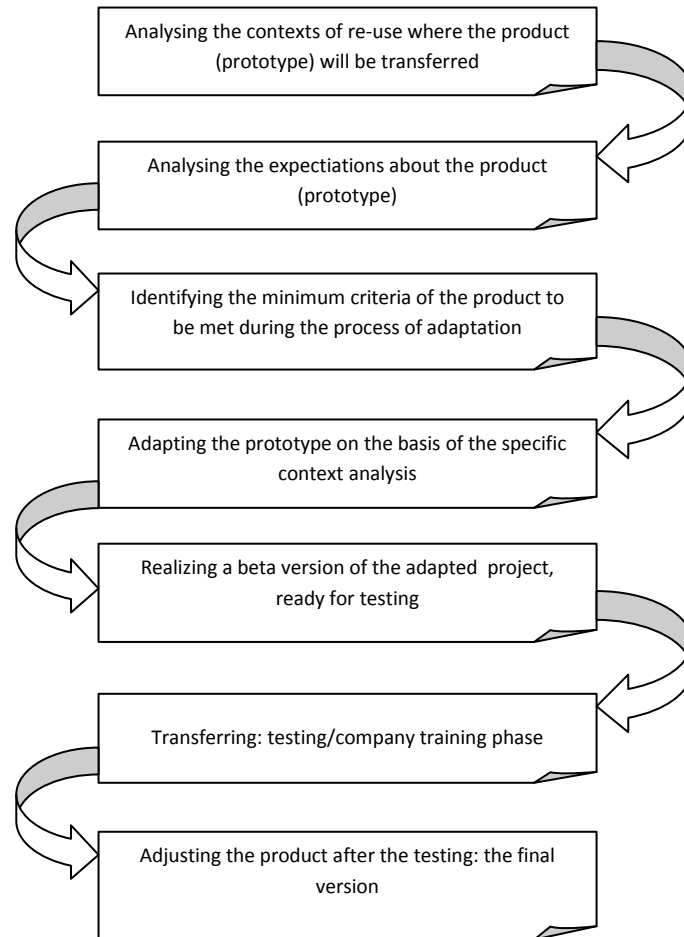 Analysing the contexts of re-use where the product
(prototype) will be transferred
Analysing the expectiations about the product
(prototype)
Identifying the minimum criteria of the product to
be met during the process of adaptation
Adapting the prototype on the basis of the specific
context analysis
Realizing a beta version of the adapted  project,
ready for testing
Transferring: testing/company training phase
Adjusting the product after the testing: the final
version